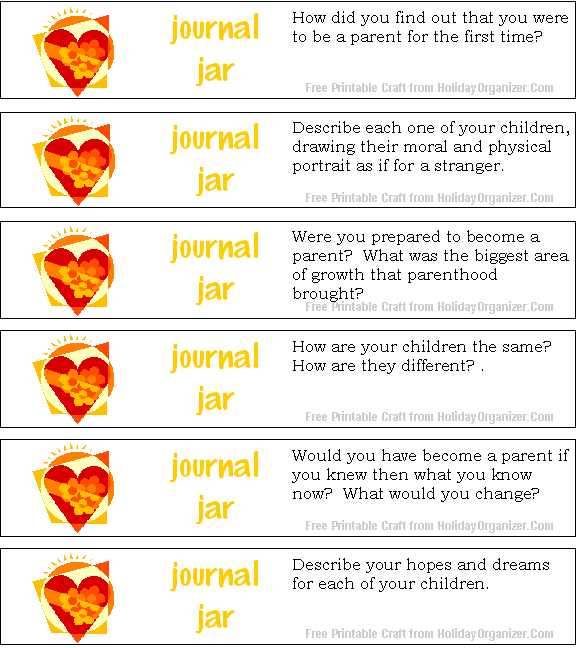 journal
jar
How did you find out that you were
to be a parent for the first time?
Free Printable Craft from HolidayOrganizer.Com
journal
jar
Describe each one of your children,
drawing their moral and physical
portrait as if for a stranger.
Free Printable Craft from HolidayOrganizer.Com
journal
jar
Were you prepared to become a
parent?  What was the biggest area
of growth that parenthood
brought?
Free Printable Craft from HolidayOrganizer.Com
journal
jar
How are your children the same?
How are they different? .
Free Printable Craft from HolidayOrganizer.Com
journal
jar
Would you have become a parent if
you knew then what you know
now?  What would you change?
Free Printable Craft from HolidayOrganizer.Com
journal
jar
Describe your hopes and dreams
for each of your children.
Free Printable Craft from HolidayOrganizer.Com